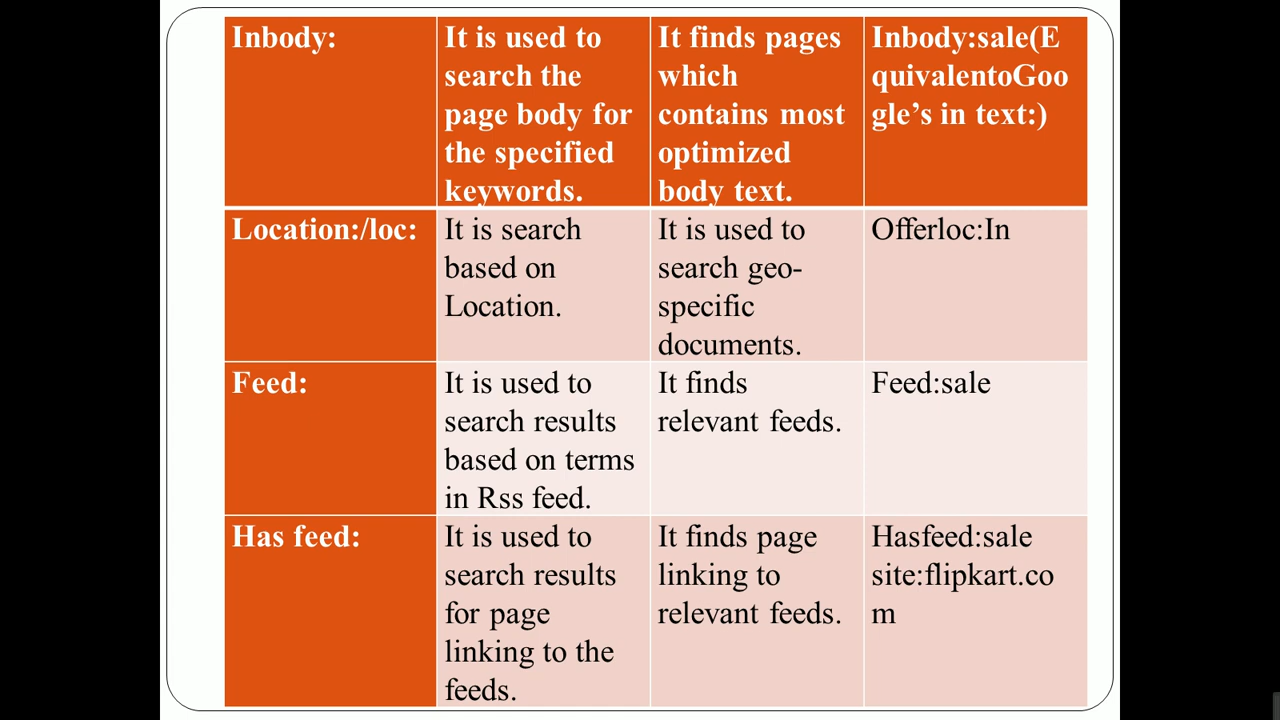 Inbody:
It is used to
search the
page body for
the specified
keywords.
It finds pages
which
contains most
optimized
body text.
Inbody:sale(E
quivalentoGoo
gle's in text:)
Location:/loc:
It is search
based on
Location.
It is used to
search geo-
specific
documents.
Offerloc:In
Feed:
It is used to
search results
based on terms
in Rss feed.
It finds
relevant feeds.
Feed:sale
Has feed:
It is used to
search results
for page
linking to the
feeds.
It finds page
linking to
relevant feeds.
Hasfeed:sale
site:flipkart.co
m